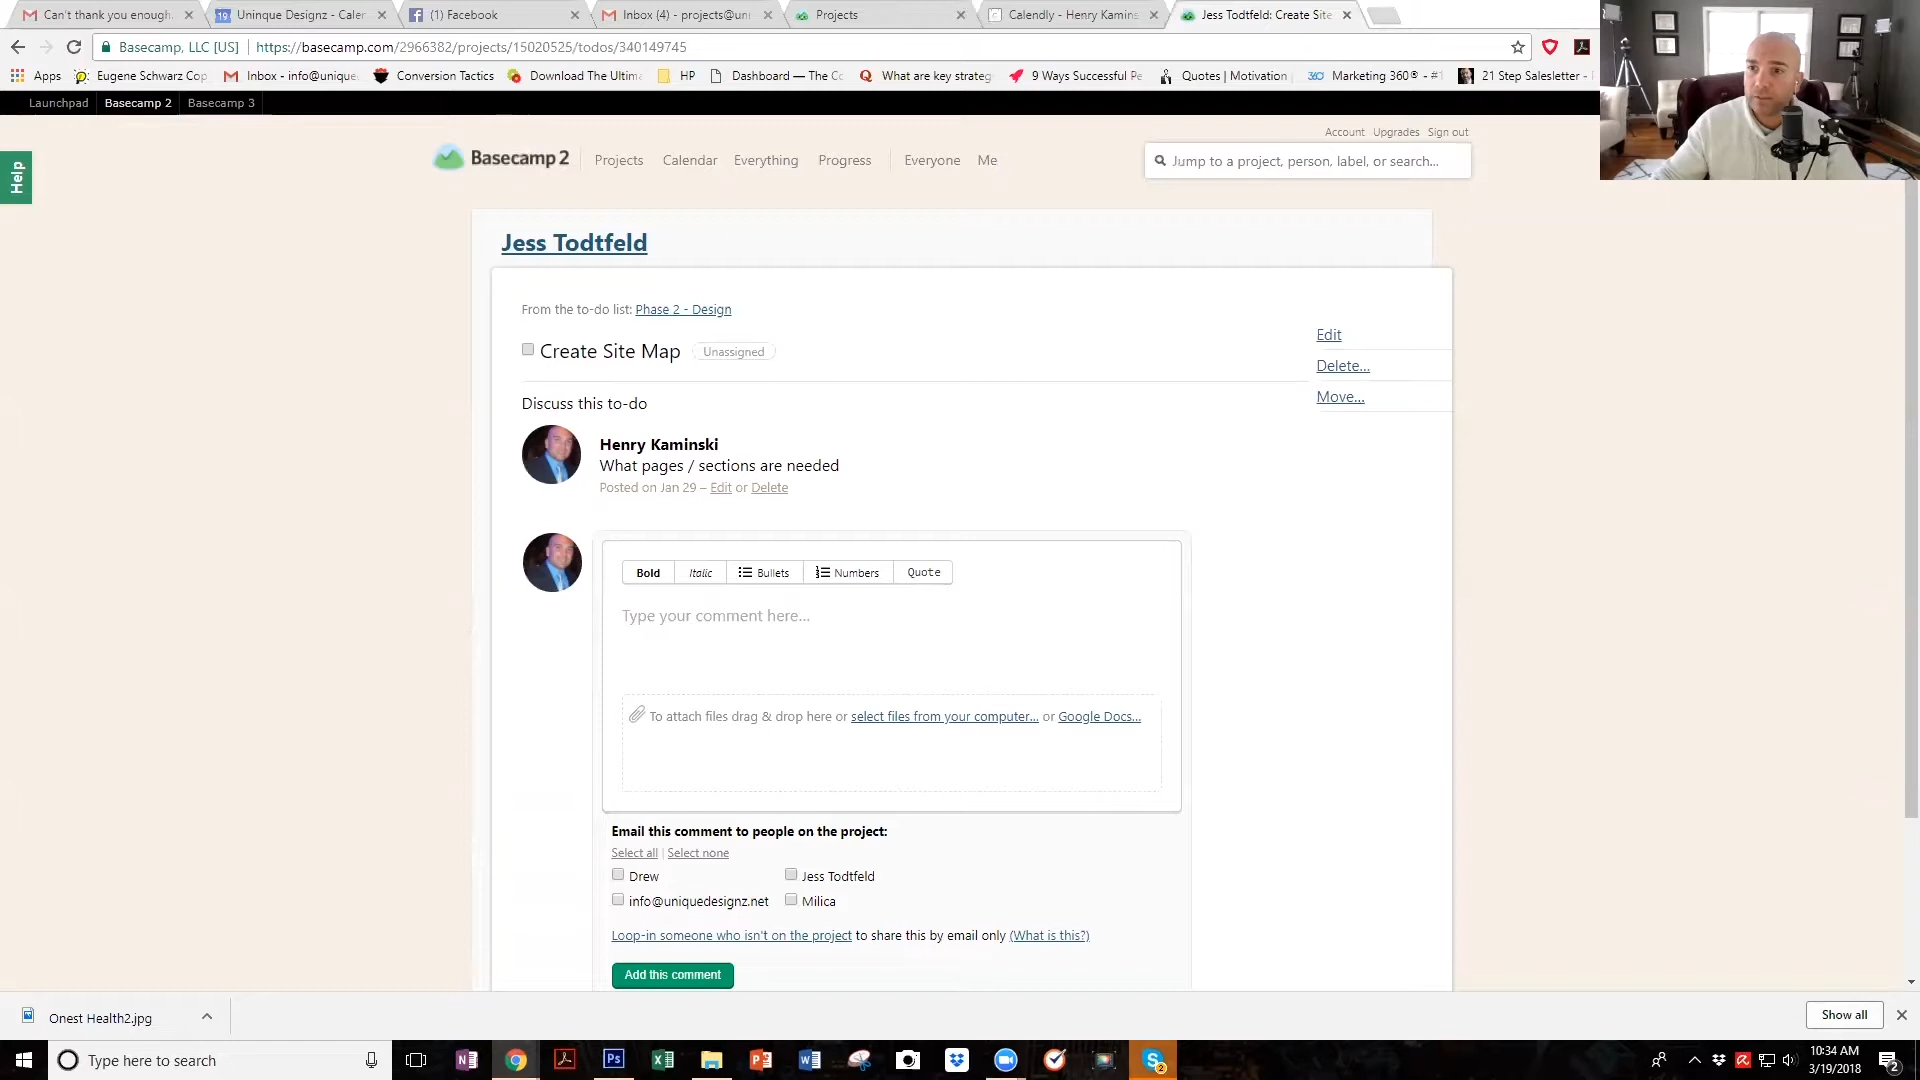 Can't thank you enough.
Uninque Designz - Caler
(1) Facebook
Inbox (4) - projects@uni
Projects
Calendly - Henry Kamins
Jess Todtfeld: Create Site
Basecamp, LLC [US] https://basecamp.com/2966382/projects/15020525/todos/340149745
Apps Eugene Schwarz Cop Inbox - info@unique Conversion Tactics Download The Ultima HP Dashboard — The Co What are key strateg 9 Ways Successful Pe Quotes | Motivation Marketing 360® - #1 21 Step Salesletter -
Launchpad Basecamp 2 Basecamp 3
Account Upgrades Sign out
Basecamp 2 Projects Calendar Everything Progress Everyone Me Jump to a project, person, label, or search...
Help
Jess Todtfeld
From the to-do list: Phase 2 - Design
Edit
Create Site Map Unassigned
Delete...
Move...
Discuss this to-do
Henry Kaminski
What pages / sections are needed
Posted on Jan 29 – Edit or Delete
Bold Italic Bullets Numbers Quote
Type your comment here...
To attach files drag & drop here or select files from your computer... or Google Docs...
Email this comment to people on the project:
Select all | Select none
Drew Jess Todtfeld
info@uniquedesignz.net Milica
Loop-in someone who isn't on the project to share this by email only (What is this?)
Add this comment
Onest Health2.jpg Show all
Type here to search
10:34 AM
3/19/2018